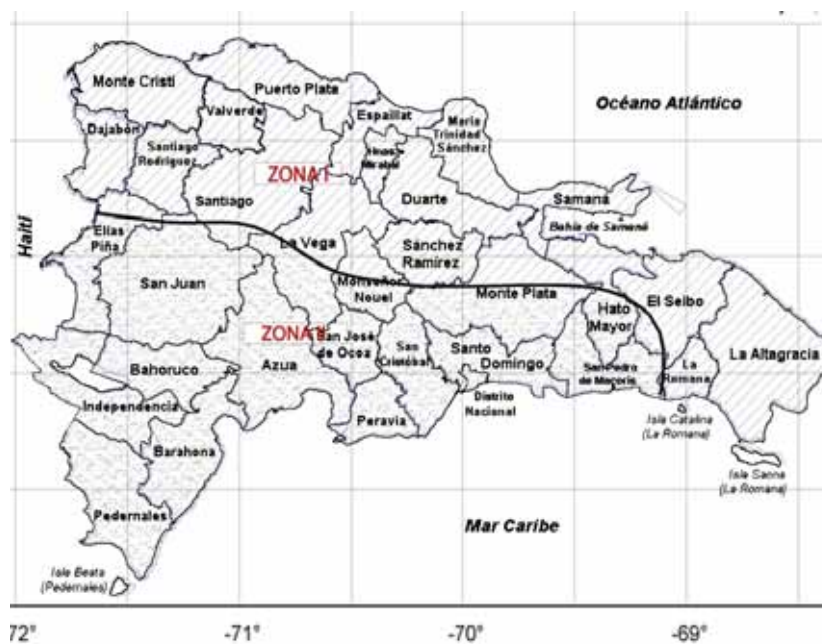 Monte Cristi
Puerto Plata
Océano Atlántico
Valverde
Espaillat
María
Trinidad
Sánchez
Dajabón
Santiago
Rodríguez
Hnas
Mirabal
ZONA I
Santiago
Duarte
Samaná
Bahía de Samaná
Haití
Elías
Piña
La Vega
Sánchez
Ramírez
San Juan
Monseñor
Nouel
Monte Plata
El Seibo
Hato
Mayor
ZONA
San José
de Ocoa
San
Cristóbal
Santo
Domingo
La Altagracia
Azua
Bahoruco
San Pedro
de Macorís
La
Romana
Independencia
Distrito
Nacional
Peravia
Isla Catalina
(La Romana)
Barahona
Isla Saona
(La Romana)
Pedernales
Mar Caribe
Isla Beata
(Pedernales)
-72°
-71°
-70°
-69°